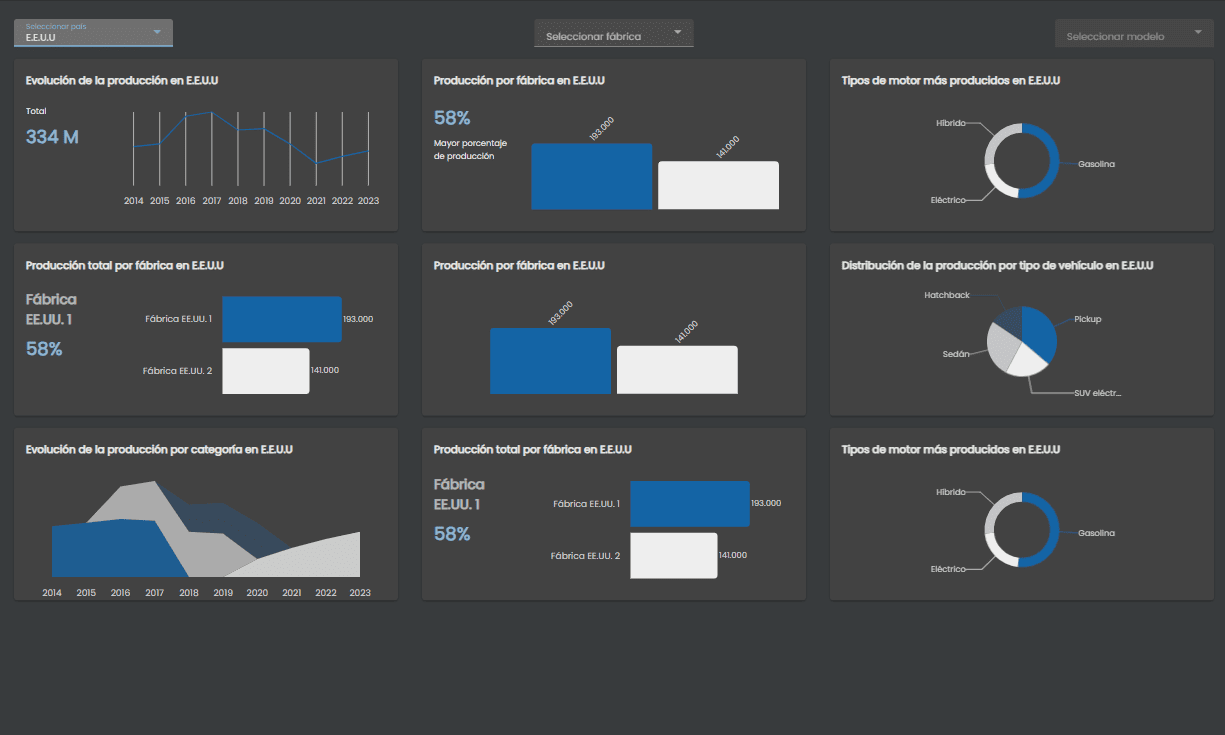 Seleccionar país
E.E.U.U
Seleccionar fábrica
Seleccionar modelo
Evolución de la producción en E.E.U.U
Total
334 M
2014 2015 2016 2017 2018 2019 2020 2021 2022 2023
Producción por fábrica en E.E.U.U
58%
Mayor porcentaje
de producción
193.000
141.000
Tipos de motor más producidos en E.E.U.U
Híbrido
Gasolina
Eléctrico
Producción total por fábrica en E.E.U.U
Fábrica
EE.UU. 1
58%
Fábrica EE.UU. 1
193.000
Fábrica EE.UU. 2
141.000
Producción por fábrica en E.E.U.U
193.000
141.000
Distribución de la producción por tipo de vehículo en E.E.U.U
Hatchback
Pickup
Sedán
SUV eléctr...
Evolución de la producción por categoría en E.E.U.U
2014 2015 2016 2017 2018 2019 2020 2021 2022 2023
Producción total por fábrica en E.E.U.U
Fábrica
EE.UU. 1
58%
Fábrica EE.UU. 1
193.000
Fábrica EE.UU. 2
141.000
Tipos de motor más producidos en E.E.U.U
Híbrido
Gasolina
Eléctrico